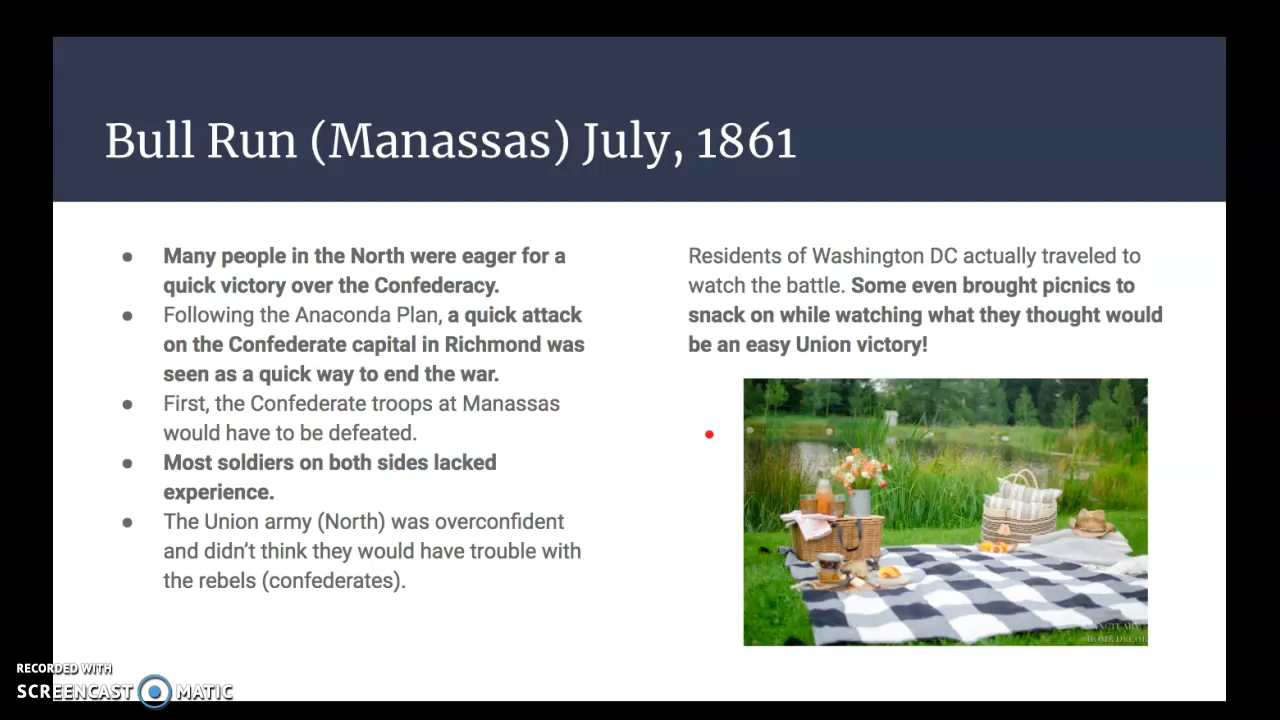 Bull Run (Manassas) July, 1861
● Many people in the North were eager for a
quick victory over the Confederacy.
● Following the Anaconda Plan, a quick attack
on the Confederate capital in Richmond was
seen as a quick way to end the war.
● First, the Confederate troops at Manassas
would have to be defeated.
● Most soldiers on both sides lacked
experience.
● The Union army (North) was overconfident
and didn't think they would have trouble with
the rebels (confederates).
Residents of Washington DC actually traveled to
watch the battle. Some even brought picnics to
snack on while watching what they thought would
be an easy Union victory!
SANCTUARY
HOME DECOR
RECORDED WITH
SCREENCAST MATIC